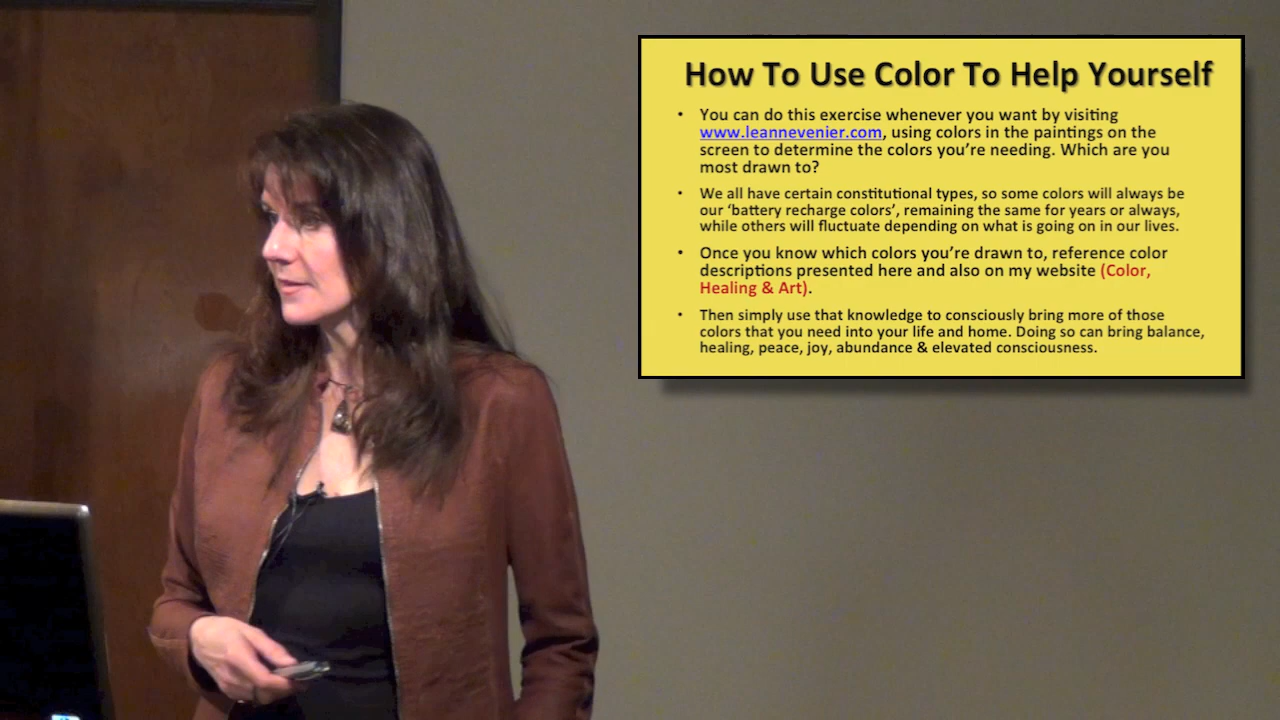 How To Use Color To Help Yourself
• You can do this exercise whenever you want by visiting
www.leannevenier.com, using colors in the paintings on the
screen to determine the colors you're needing. Which are you
most drawn to?
• We all have certain constitutional types, so some colors will always be
our ‘battery recharge colors’, remaining the same for years or always,
while others will fluctuate depending on what is going on in our lives.
• Once you know which colors you're drawn to, reference color
descriptions presented here and also on my website (Color,
Healing & Art).
• Then simply use that knowledge to consciously bring more of those
colors that you need into your life and home. Doing so can bring balance,
healing, peace, joy, abundance & elevated consciousness.